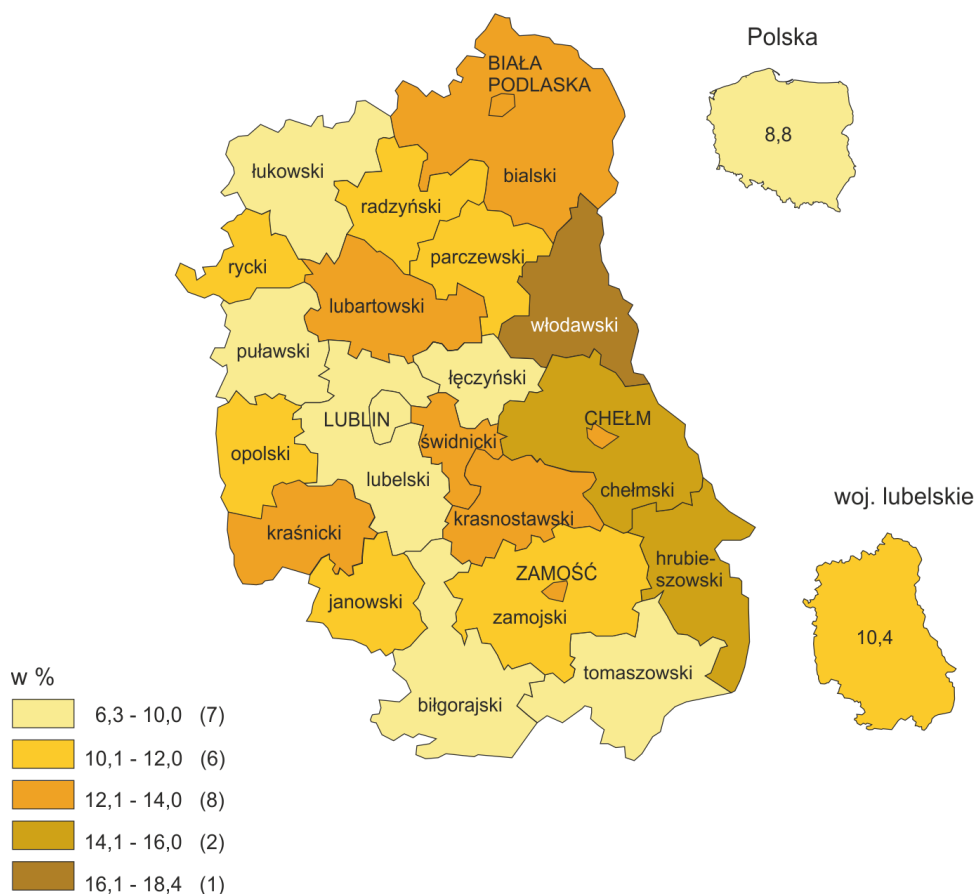 Polska
8,8
BIAŁA
PODLASKA
łukowski
bialski
radzyński
parczewski
rycki
lubartowski
włodawski
puławski
łęczyński
LUBLIN
CHEŁM
świdnicki
opolski
lubelski
chełmski
krasnostawski
kraśnicki
woj. lubelskie
10,4
hrubie-
szowski
ZAMOŚĆ
janowski
zamojski
tomaszowski
biłgorajski
w %
6,3 - 10,0 (7)
10,1 - 12,0 (6)
12,1 - 14,0 (8)
14,1 - 16,0 (2)
16,1 - 18,4 (1)